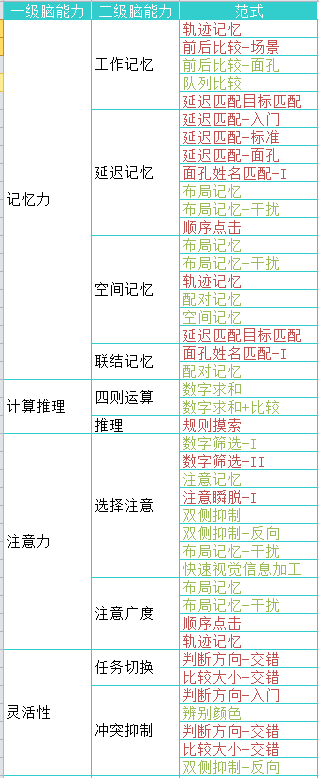 一级脑能力 二级脑能力 范式
记忆力 工作记忆 轨迹记忆
前后比较-场景
前后比较-面孔
队列比较
延迟匹配目标匹配
延迟记忆 延迟匹配-入门
延迟匹配-标准
延迟匹配-面孔
面孔姓名匹配-I
布局记忆
布局记忆-干扰
顺序点击
空间记忆 布局记忆
布局记忆-干扰
轨迹记忆
配对记忆
空间记忆
延迟匹配目标匹配
联结记忆 面孔姓名匹配-I
配对记忆
计算推理 四则运算 数字求和
数字求和+比较
推理 规则摸索
注意力 选择注意 数字筛选-I
数字筛选-II
注意记忆
注意瞬脱-I
双侧抑制
双侧抑制-反向
布局记忆-干扰
快速视觉信息加工
注意广度 布局记忆
布局记忆-干扰
顺序点击
轨迹记忆
灵活性 任务切换 判断方向-交错
比较大小-交错
冲突抑制 判断方向-入门
辨别颜色
判断方向-交错
比较大小-交错
双侧抑制-反向